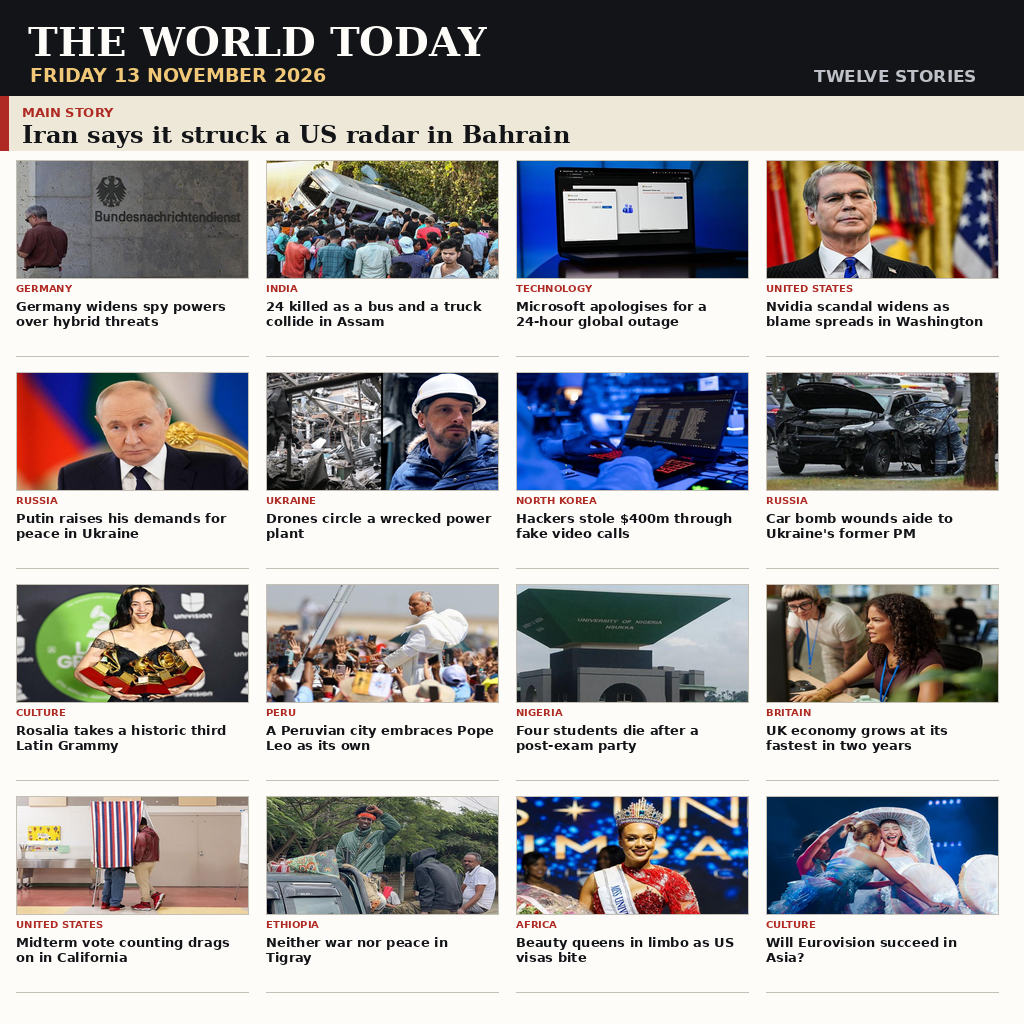 THE WORLD TODAY
FRIDAY 13 NOVEMBER 2026
TWELVE STORIES
MAIN STORY
Iran says it struck a US radar in Bahrain
Bundesnachrichtendienst
GERMANY
Germany widens spy powers
over hybrid threats
INDIA
24 killed as a bus and a truck
collide in Assam
TECHNOLOGY
Microsoft apologises for a
24-hour global outage
UNITED STATES
Nvidia scandal widens as
blame spreads in Washington
RUSSIA
Putin raises his demands for
peace in Ukraine
UKRAINE
Drones circle a wrecked power
plant
NORTH KOREA
Hackers stole $400m through
fake video calls
RUSSIA
Car bomb wounds aide to
Ukraine's former PM
univision
UNIVERSITY OF NIGERIA
NSUKKA
CULTURE
Rosalia takes a historic third
Latin Grammy
PERU
A Peruvian city embraces Pope
Leo as its own
NIGERIA
Four students die after a
post-exam party
BRITAIN
UK economy grows at its
fastest in two years
MISS UNIV
UNITED STATES
Midterm vote counting drags
on in California
ETHIOPIA
Neither war nor peace in
Tigray
AFRICA
Beauty queens in limbo as US
visas bite
CULTURE
Will Eurovision succeed in
Asia?